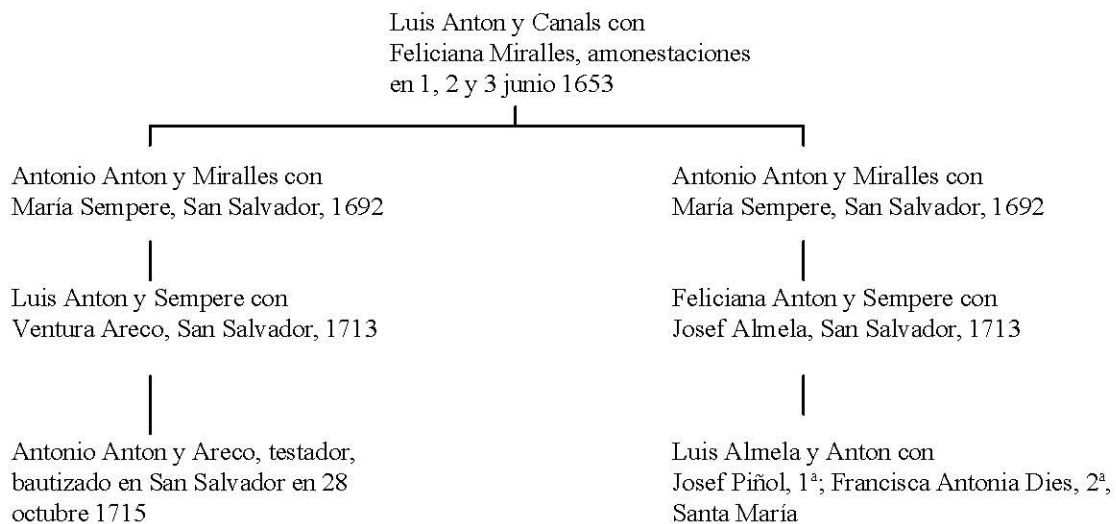 Luis Anton y Canals con
Feliciana Miralles, amonestaciones
en 1, 2 y 3 junio 1653
Antonio Anton y Miralles con
María Sempere, San Salvador, 1692
Antonio Anton y Miralles con
María Sempere, San Salvador, 1692
Luis Anton y Sempere con
Ventura Areco, San Salvador, 1713
Feliciana Anton y Sempere con
Josef Almela, San Salvador, 1713
Antonio Anton y Areco, testador,
bautizado en San Salvador en 28
octubre 1715
Luis Almela y Anton con
Josef Piñol, 1ª; Francisca Antonia Dies, 2ª,
Santa María